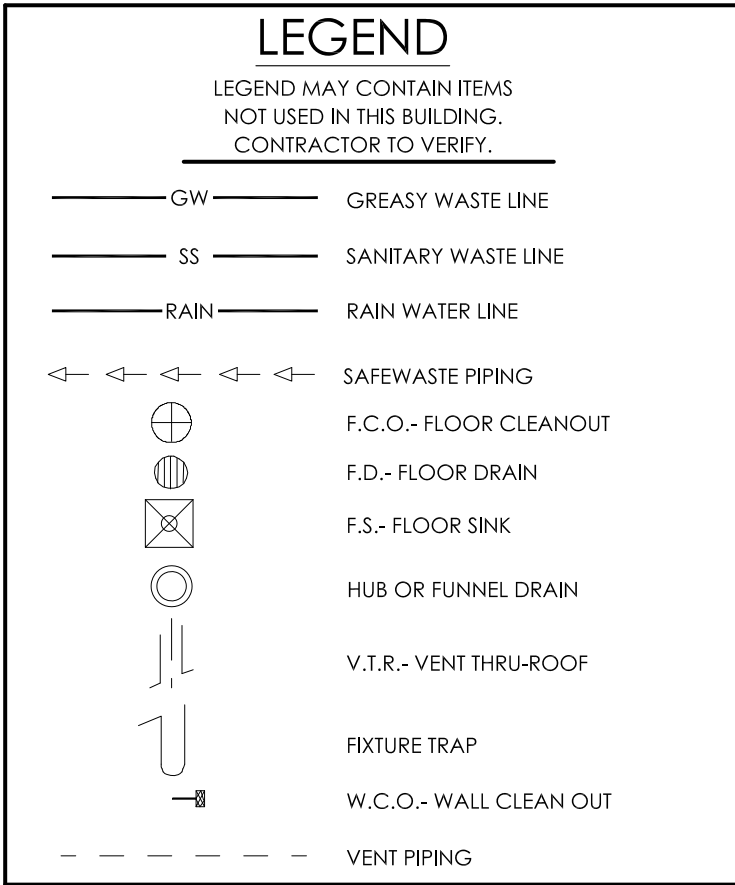 LEGEND
LEGEND MAY CONTAIN ITEMS
NOT USED IN THIS BUILDING.
CONTRACTOR TO VERIFY.
GW GREASY WASTE LINE
SS SANITARY WASTE LINE
RAIN RAIN WATER LINE
SAFEWASTE PIPING
F.C.O.- FLOOR CLEANOUT
F.D.- FLOOR DRAIN
F.S.- FLOOR SINK
HUB OR FUNNEL DRAIN
V.T.R.- VENT THRU-ROOF
FIXTURE TRAP
W.C.O.- WALL CLEAN OUT
VENT PIPING